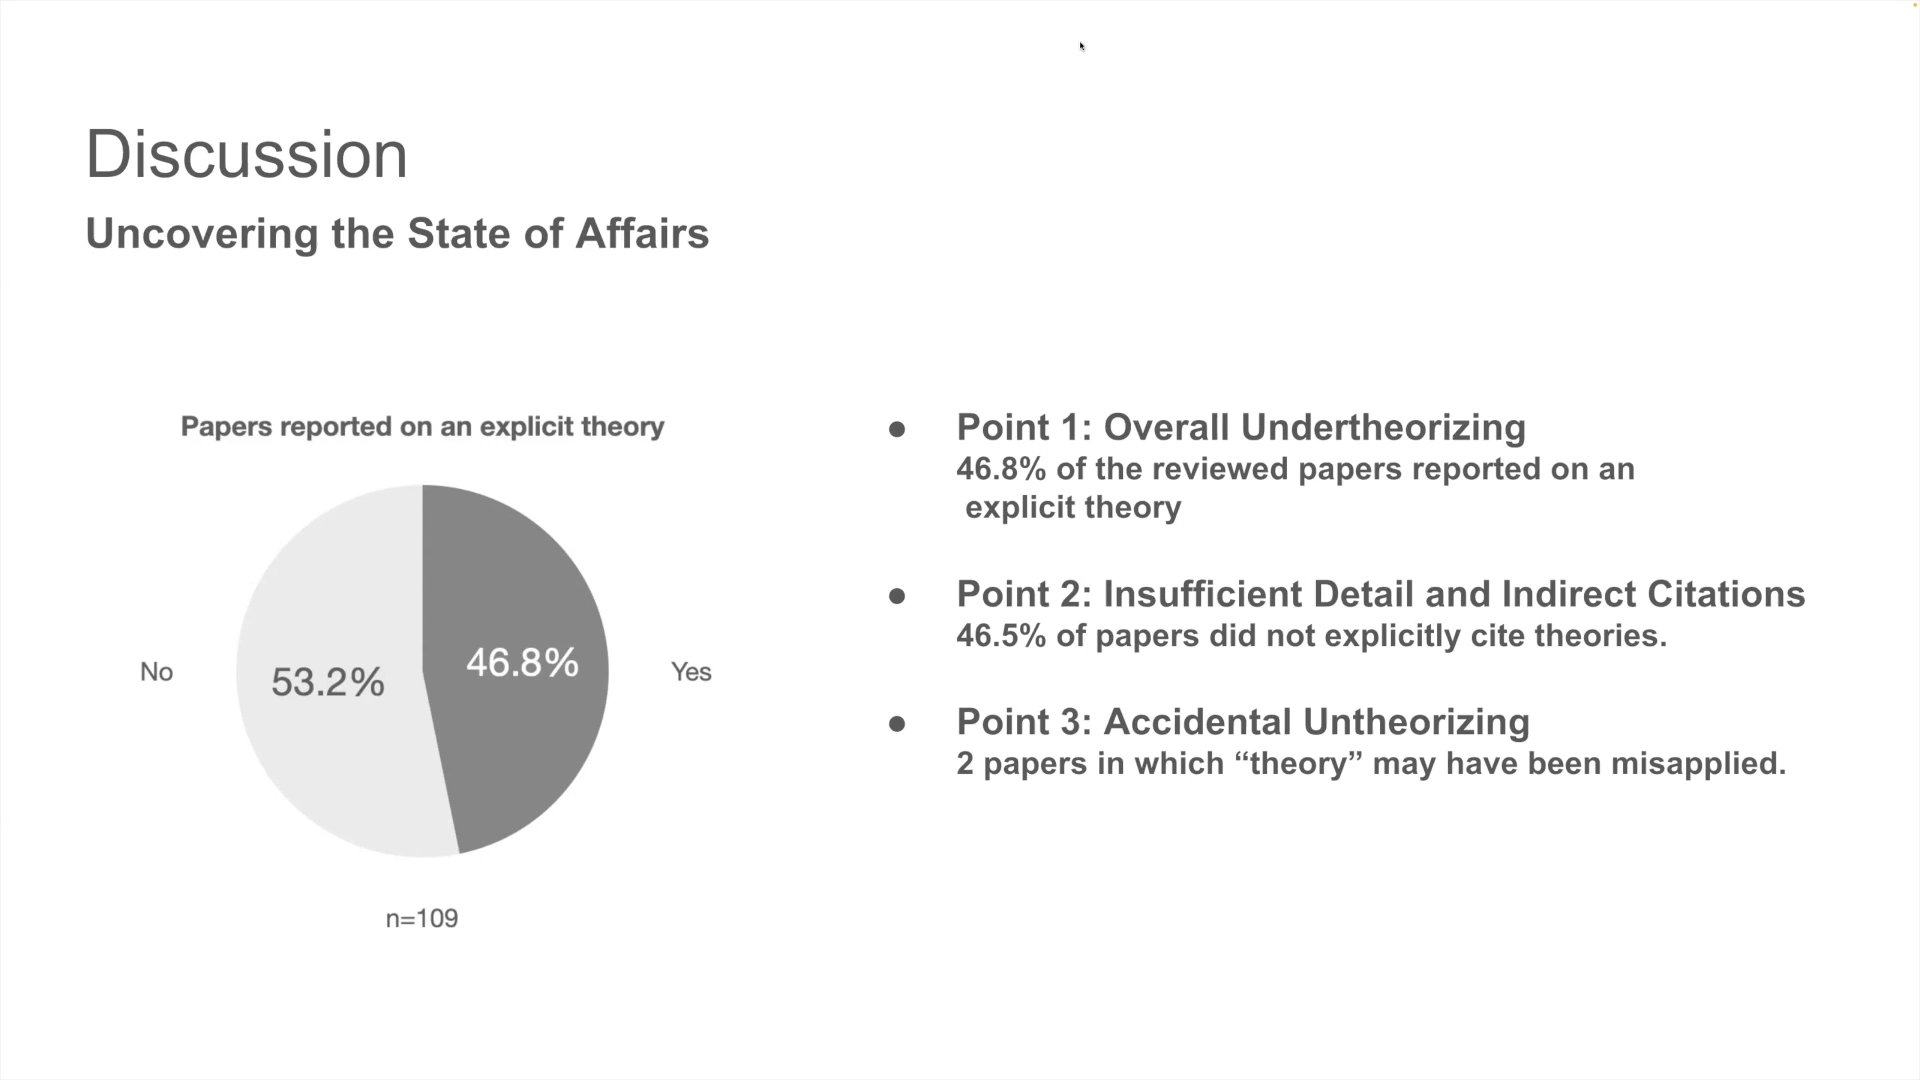 Discussion
Uncovering the State of Affairs
Papers reported on an explicit theory
No
53.2%
46.8%
Yes
n=109
● Point 1: Overall Undertheorizing
46.8% of the reviewed papers reported on an
explicit theory
● Point 2: Insufficient Detail and Indirect Citations
46.5% of papers did not explicitly cite theories.
● Point 3: Accidental Untheorizing
2 papers in which “theory” may have been misapplied.